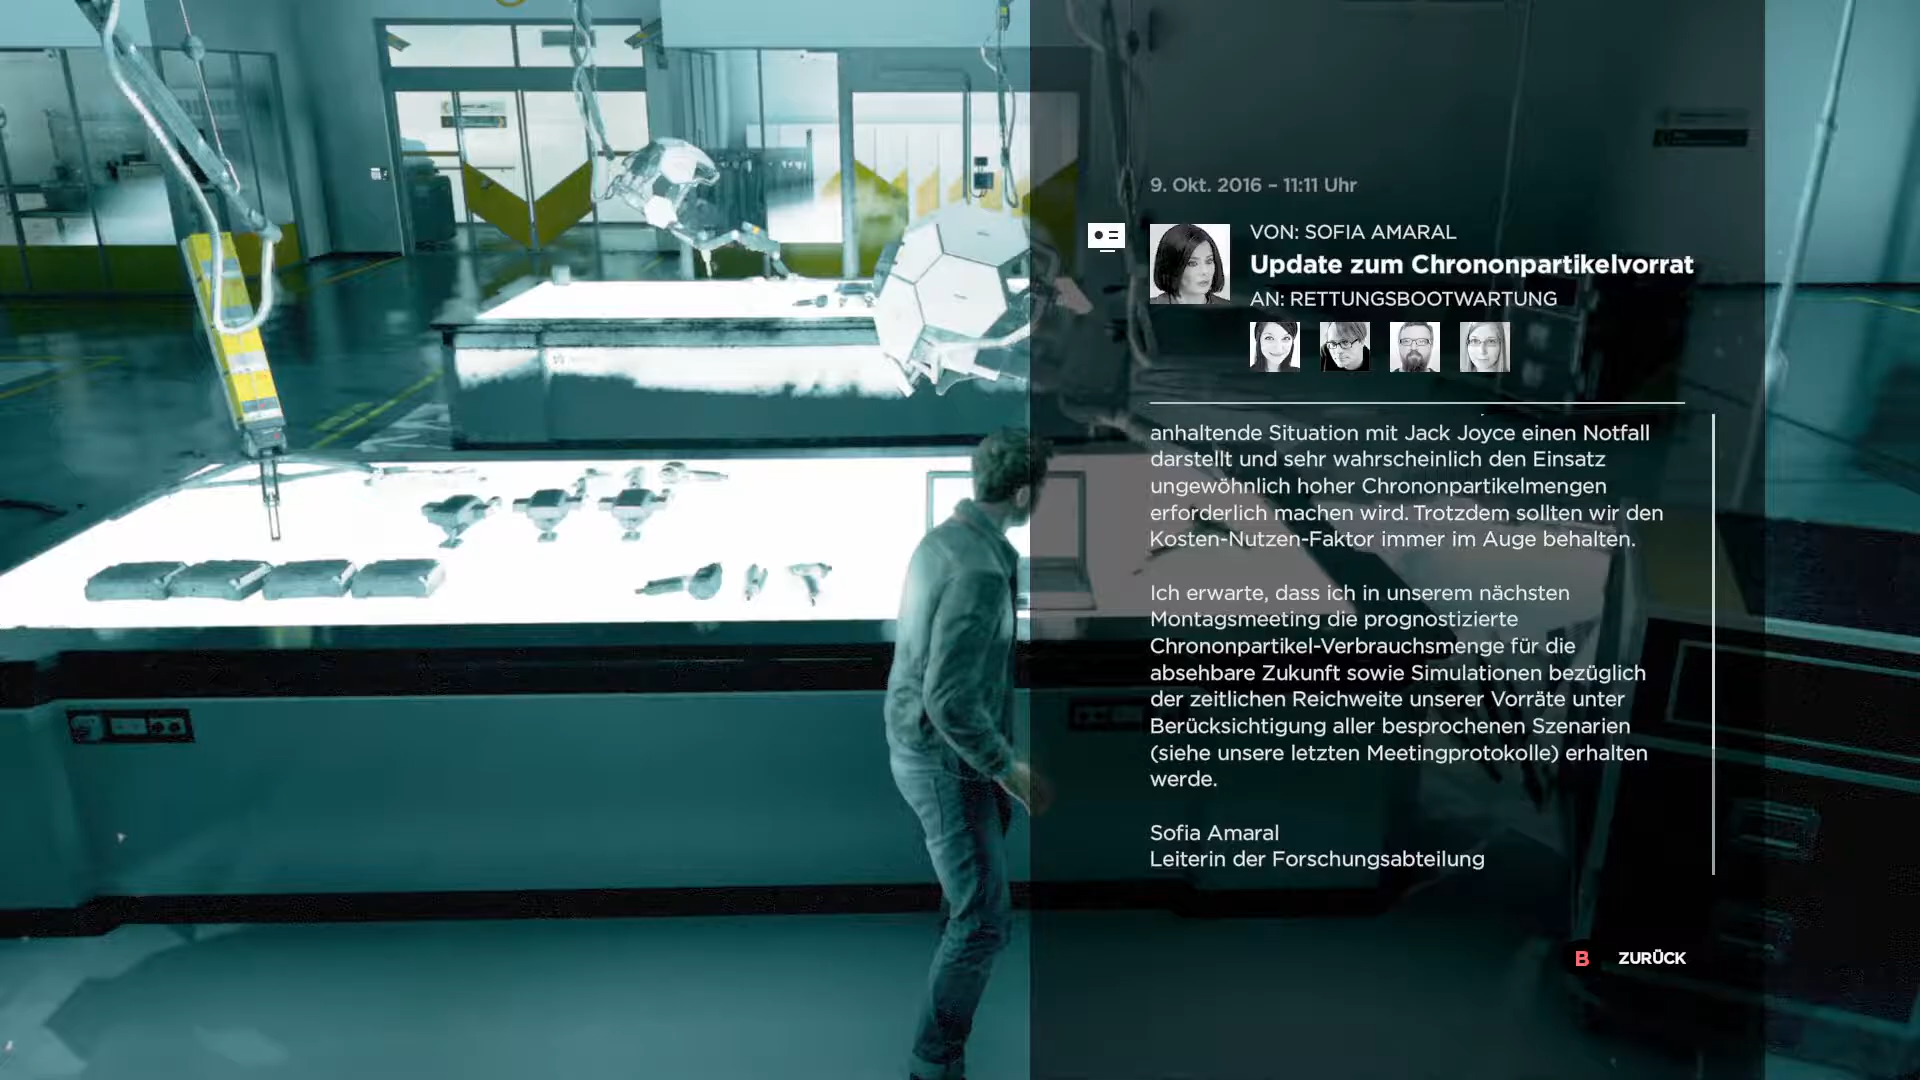 9. Okt. 2016 – 11:11 Uhr
VON: SOFIA AMARAL
Update zum Chrononpartikelvorrat
AN: RETTUNGSBOOTWARTUNG
anhaltende Situation mit Jack Joyce einen Notfall
darstellt und sehr wahrscheinlich den Einsatz
ungewöhnlich hoher Chrononpartikelmengen
erforderlich machen wird. Trotzdem sollten wir den
Kosten-Nutzen-Faktor immer im Auge behalten.
Ich erwarte, dass ich in unserem nächsten
Montagsmeeting die prognostizierte
Chrononpartikel-Verbrauchsmenge für die
absehbare Zukunft sowie Simulationen bezüglich
der zeitlichen Reichweite unserer Vorräte unter
Berücksichtigung aller besprochenen Szenarien
(siehe unsere letzten Meetingprotokolle) erhalten
werde.
Sofia Amaral
Leiterin der Forschungsabteilung
B ZURÜCK